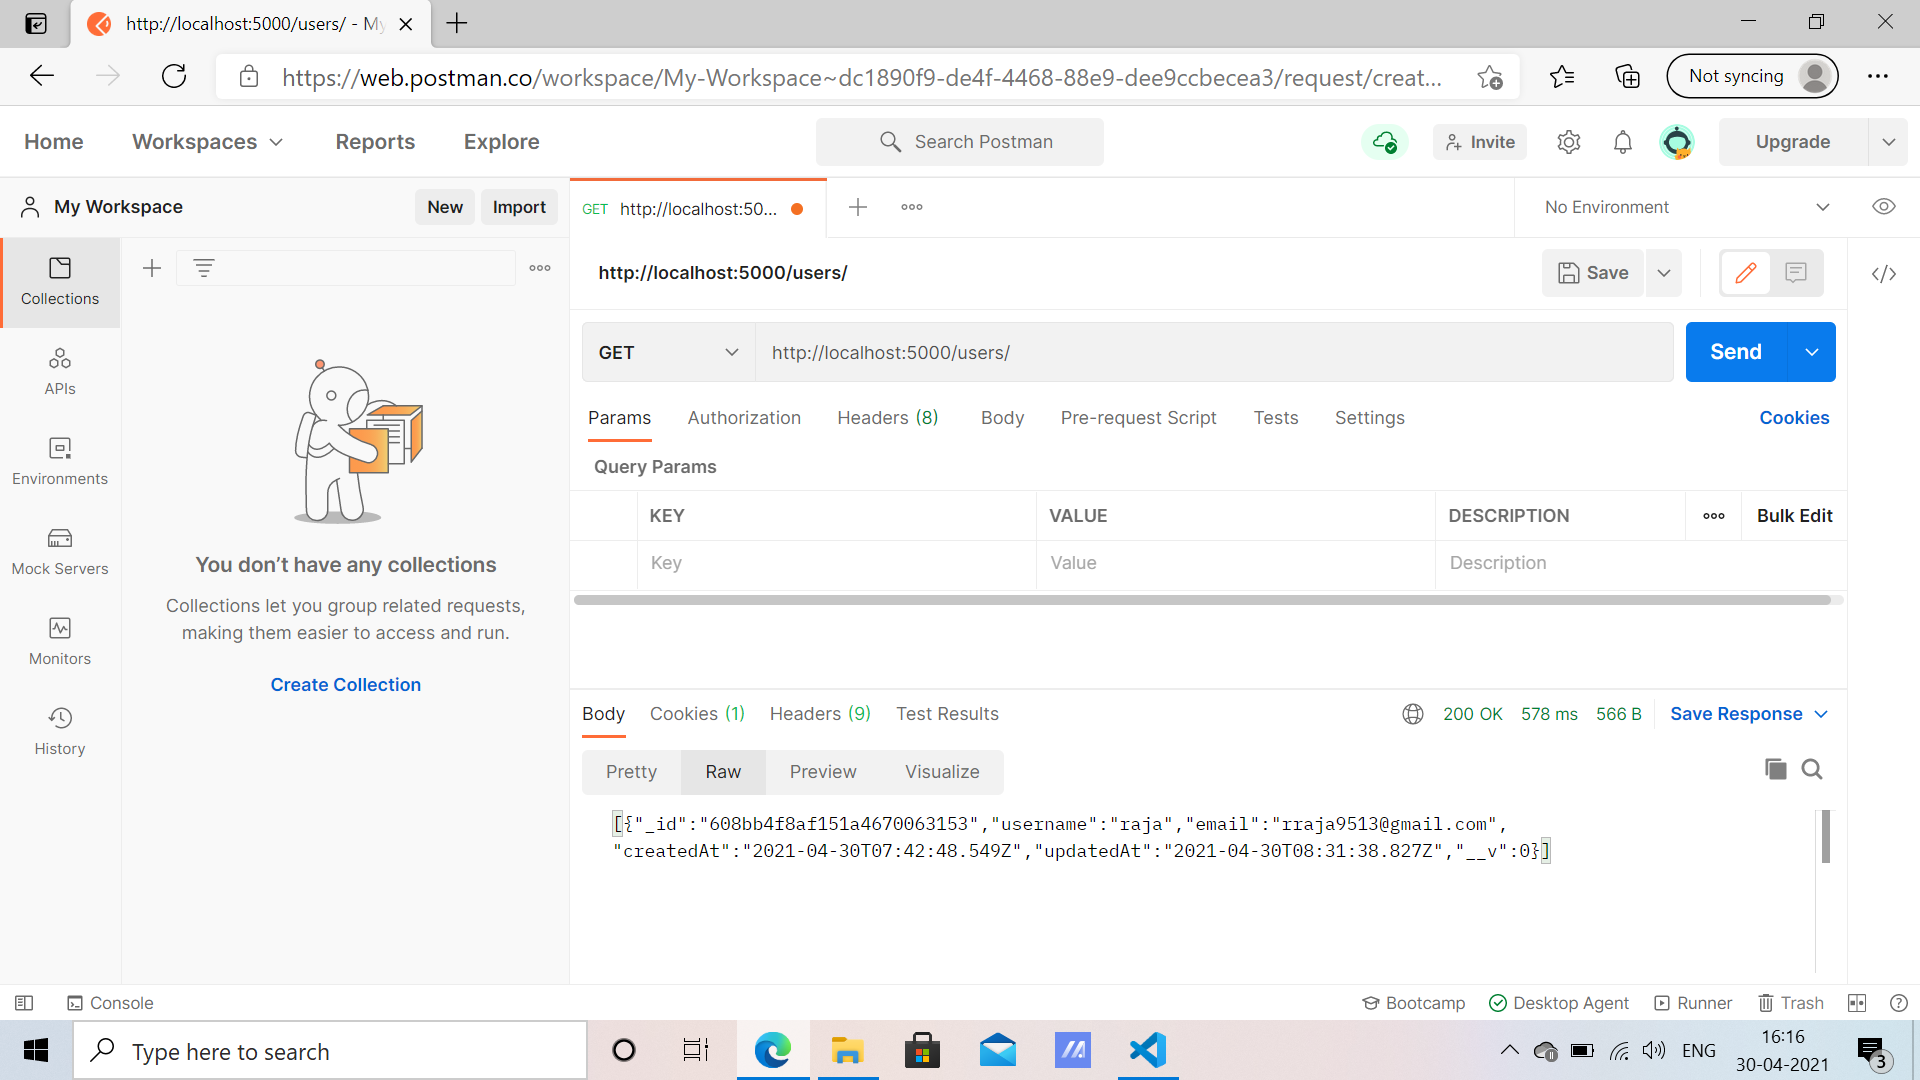 http://localhost:5000/users/ - My
https://web.postman.co/workspace/My-Workspace~dc1890f9-de4f-4468-88e9-dee9ccbecea3/request/creat...
Not syncing
Home
Workspaces
Reports
Explore
Search Postman
Invite
Upgrade
My Workspace
New
Import
GET http://localhost:50...
No Environment
Collections
APIs
Environments
Mock Servers
Monitors
History
You don't have any collections
Collections let you group related requests,
making them easier to access and run.
Create Collection
http://localhost:5000/users/
Save
GET
http://localhost:5000/users/
Send
Params
Authorization
Headers (8)
Body
Pre-request Script
Tests
Settings
Cookies
Query Params
KEY
VALUE
DESCRIPTION
Bulk Edit
Key
Value
Description
Body
Cookies (1)
Headers (9)
Test Results
200 OK
578 ms
566 B
Save Response
Pretty
Raw
Preview
Visualize
[{"_id":"608bb4f8af151a4670063153","username":"raja","email":"rraja9513@gmail.com",
"createdAt":"2021-04-30T07:42:48.549Z","updatedAt":"2021-04-30T08:31:38.827Z","__v":0}]
Console
Bootcamp
Desktop Agent
Runner
Trash
Type here to search
ENG
16:16
30-04-2021
3